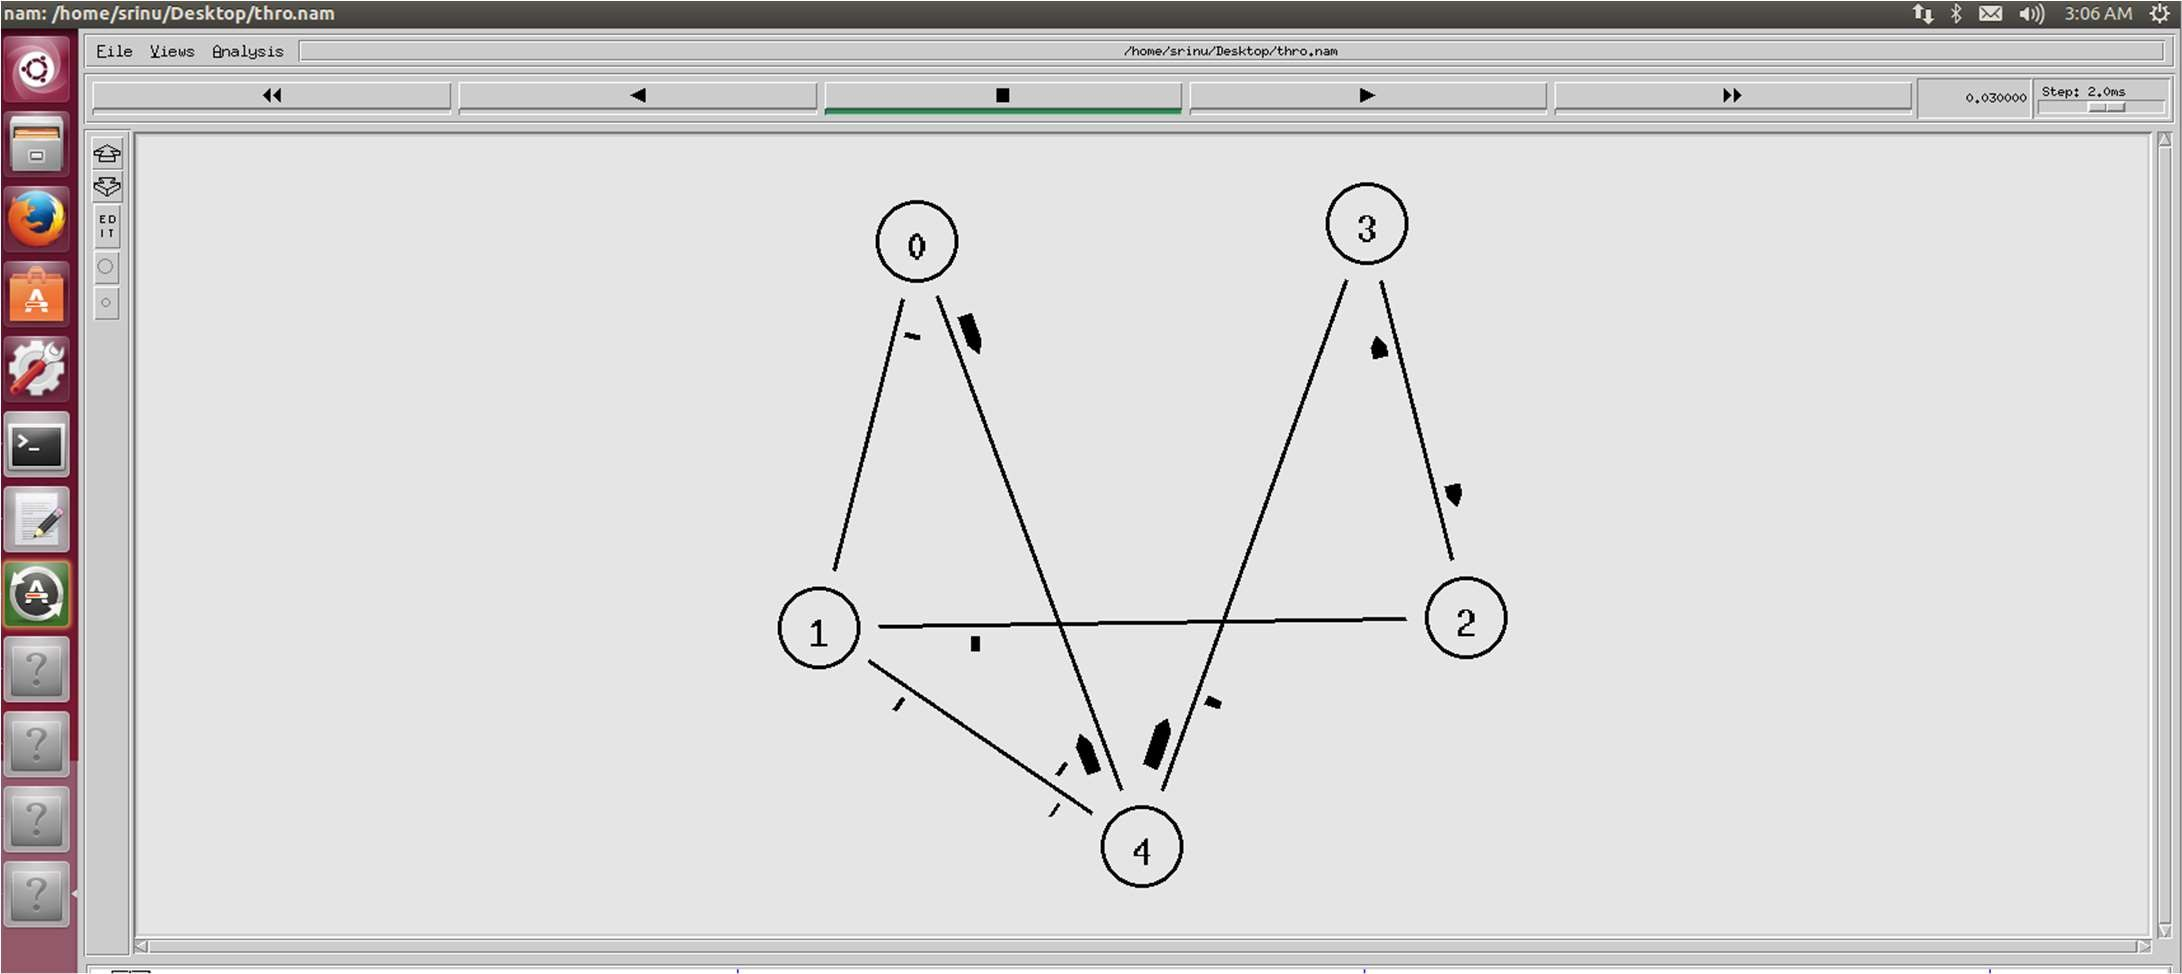 nam: /home/srinu/Desktop/thro.nam
3:06 AM
File Views Analysis
/home/srinu/Desktop/thro.nam
0.030000
Step: 2.0ms
ED
IT
0
3
1
2
4